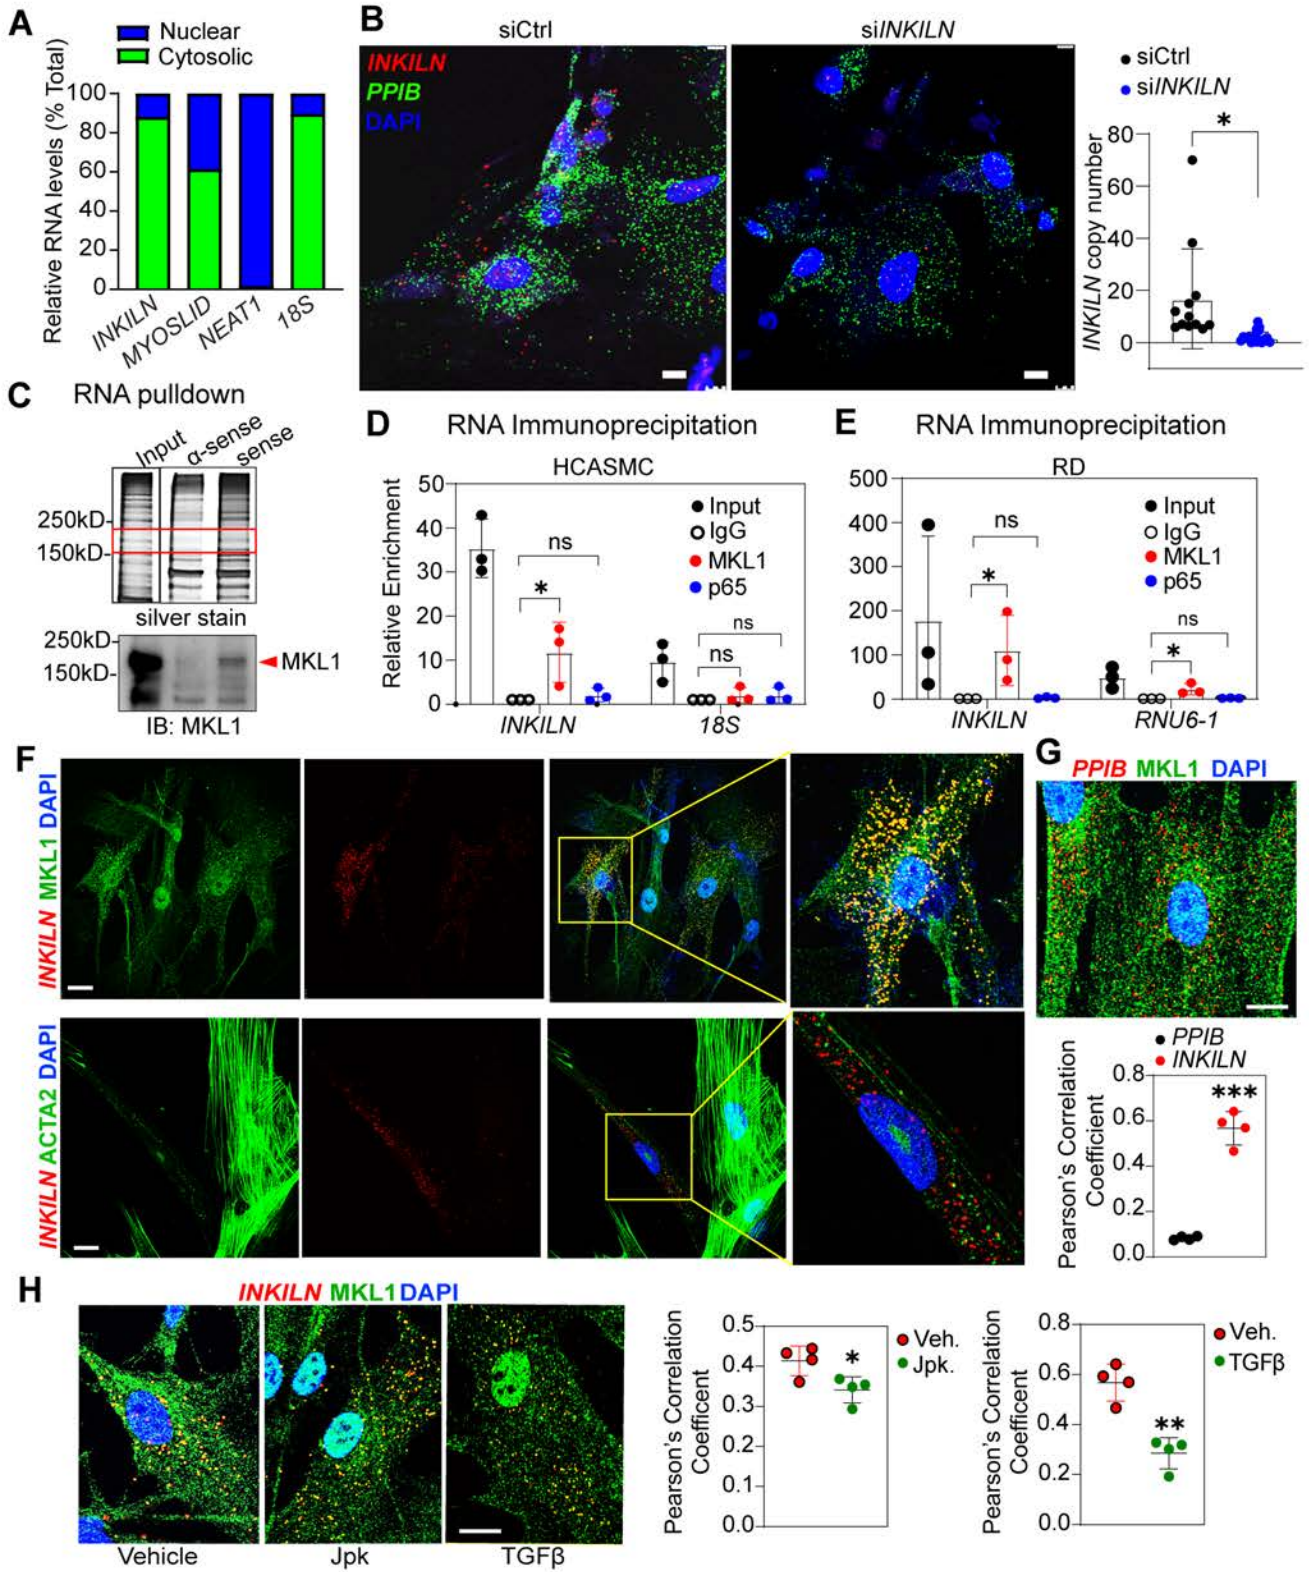 A
Nuclear
Cytosolic
Relative RNA levels (% Total)
100
80
60
40
20
0
INKILN
MYOSLID
NEAT1
18S
B
siCtrl
siINKILN
INKILN
PPIB
DAPI
siCtrl
siINKILN
*
INKILN copy number
80
60
40
20
0
C
RNA pulldown
Input
α-sense
sense
250kD
150kD
silver stain
250kD
150kD
MKL1
IB: MKL1
D
RNA Immunoprecipitation
HCASMC
Relative Enrichment
50
40
30
20
10
0
Input
IgG
MKL1
p65
ns
*
ns
ns
INKILN
18S
E
RNA Immunoprecipitation
RD
500
400
300
200
100
0
Input
IgG
MKL1
p65
ns
*
ns
*
INKILN
RNU6-1
F
INKILN MKL1 DAPI
INKILN ACTA2 DAPI
G
PPIB MKL1 DAPI
PPIB
INKILN
Pearson's Correlation
Coefficient
0.8
0.6
0.4
0.2
0.0
***
H
INKILN MKL1 DAPI
Vehicle
Jpk
TGFβ
Pearson's Correlation
Coefficent
0.5
0.4
0.3
0.2
0.1
0.0
*
Veh.
Jpk.
Pearson's Correlation
Coefficient
0.8
0.6
0.4
0.2
0.0
**
Veh.
TGFβ